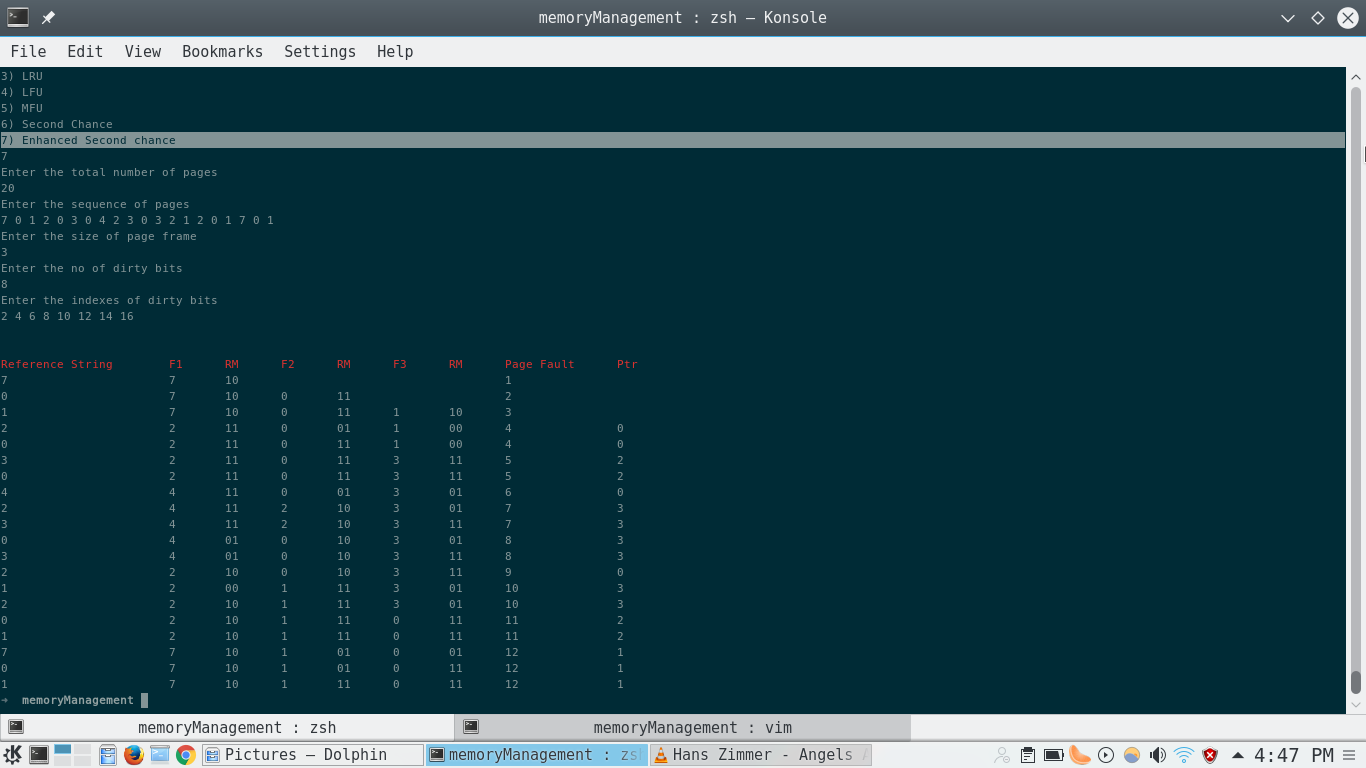 memoryManagement : zsh — Konsole
File Edit View Bookmarks Settings Help
3) LRU
4) LFU
5) MFU
6) Second Chance
7) Enhanced Second chance
7
Enter the total number of pages
20
Enter the sequence of pages
7 0 1 2 0 3 0 4 2 3 0 3 2 1 2 0 1 7 0 1
Enter the size of page frame
3
Enter the no of dirty bits
8
Enter the indexes of dirty bits
2 4 6 8 10 12 14 16
Reference String F1 RM F2 RM F3 RM Page Fault Ptr
7 7 10 1
0 7 10 0 11 2
1 7 10 0 11 1 10 3
2 2 11 0 01 1 00 4 0
0 2 11 0 11 1 00 4 0
3 2 11 0 11 3 11 5 2
0 2 11 0 11 3 11 5 2
4 4 11 0 01 3 01 6 0
2 4 11 2 10 3 01 7 3
3 4 11 2 10 3 11 7 3
0 4 01 0 10 3 01 8 3
3 4 01 0 10 3 11 8 3
2 2 10 0 10 3 11 9 0
1 2 00 1 11 3 01 10 3
2 2 10 1 11 3 01 10 3
0 2 10 1 11 0 11 11 2
1 2 10 1 11 0 11 11 2
7 7 10 1 01 0 01 12 1
0 7 10 1 01 0 11 12 1
1 7 10 1 11 0 11 12 1
→ memoryManagement
memoryManagement : zsh memoryManagement : vim
Pictures — Dolphin memoryManagement : zs Hans Zimmer - Angels 4:47 PM